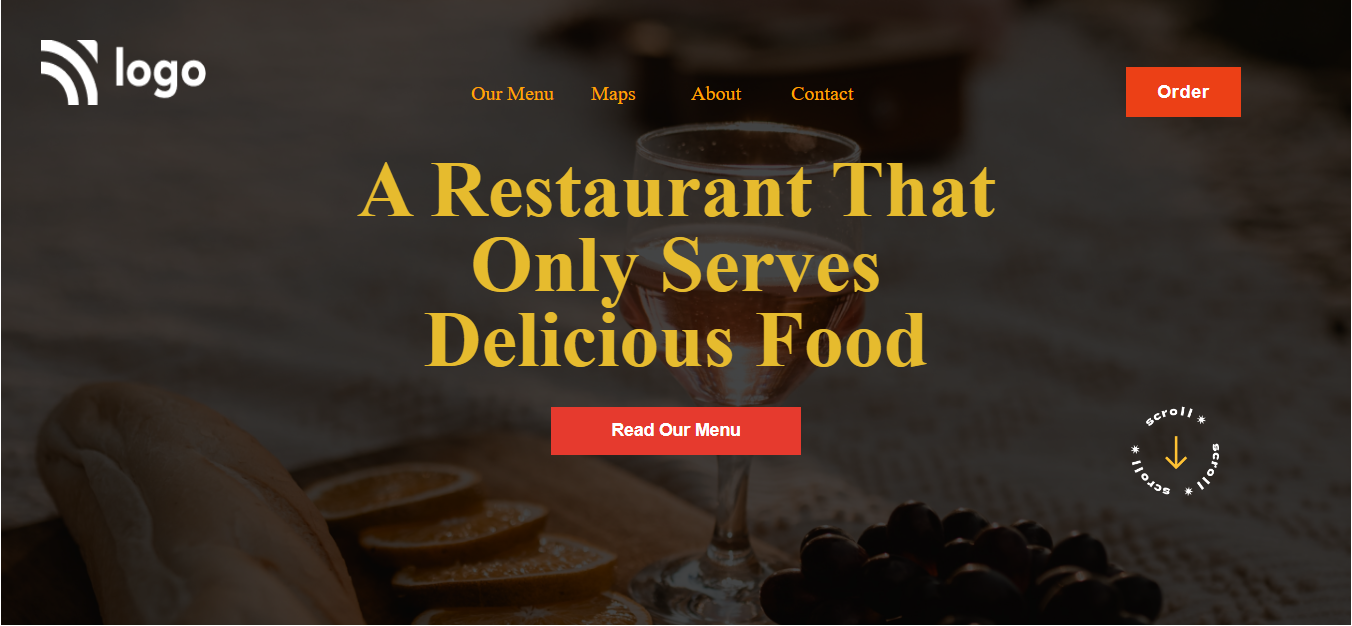 logo
Our Menu Maps About Contact
Order
A Restaurant That
Only Serves
Delicious Food
Read Our Menu
scroll * scroll * scroll *